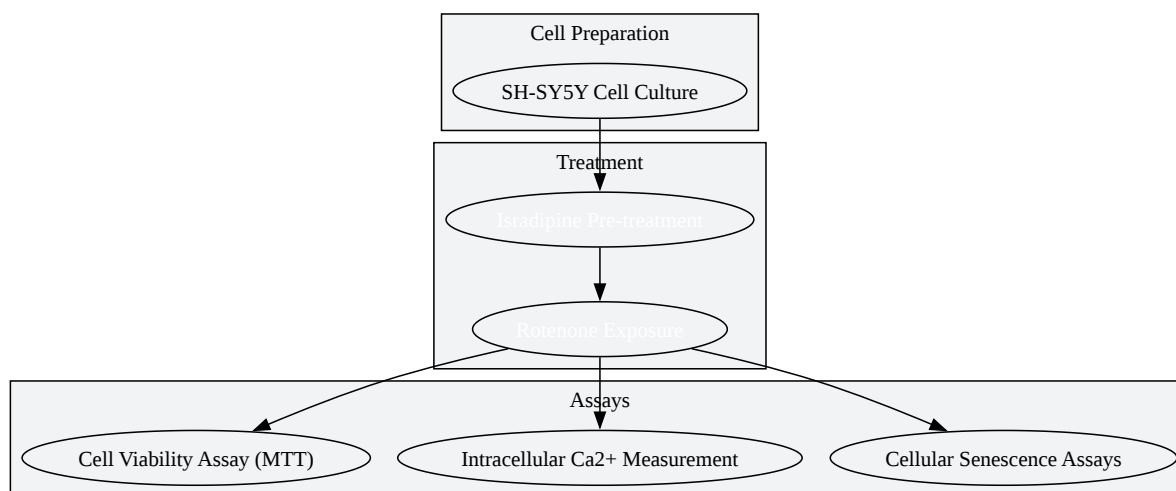 Cell Preparation
SH-SY5Y Cell Culture
Treatment
Isradipine Pre-treatment
Rotenone Exposure
Assays
Cell Viability Assay (MTT)
Intracellular Ca2+ Measurement
Cellular Senescence Assays